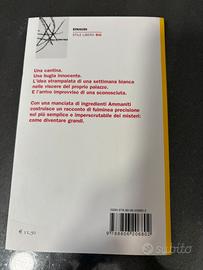 EINAUDI
STILE LIBERO BIG
Una cantina.
Una bugia innocente.
L'idea strampalata di una settimana bianca
nelle viscere del proprio palazzo.
E l'arrivo improvviso di una sconosciuta.
Con una manciata di ingredienti Ammaniti
costruisce un racconto di fulminea precisione
sul più semplice e imperscrutabile dei misteri:
come diventare grandi.
9788806206802
subito